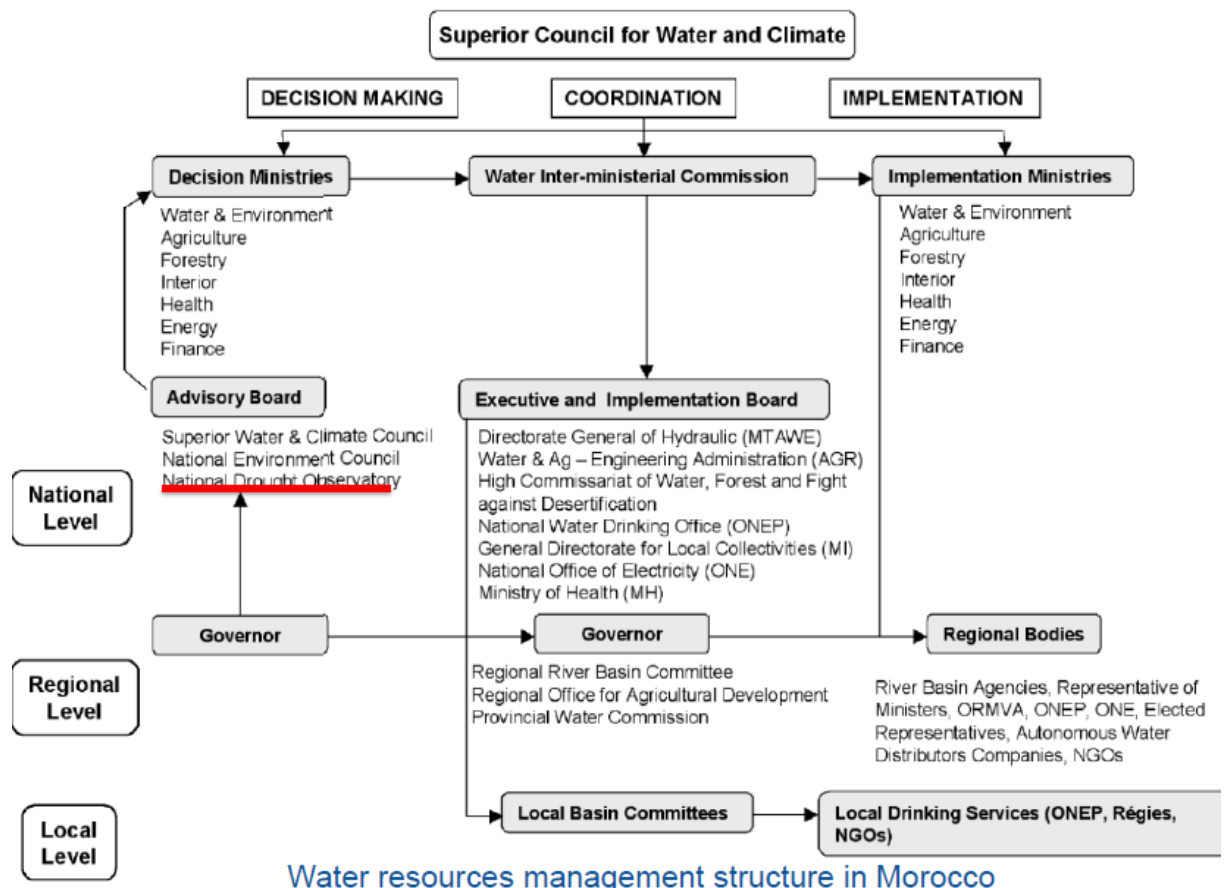 Superior Council for Water and Climate
DECISION MAKING
COORDINATION
IMPLEMENTATION
Decision Ministries
Water & Environment
Agriculture
Forestry
Interior
Health
Energy
Finance
Water Inter-ministerial Commission
Implementation Ministries
Water & Environment
Agriculture
Forestry
Interior
Health
Energy
Finance
National
Level
Advisory Board
Superior Water & Climate Council
National Environment Council
National Drought Observatory
Executive and Implementation Board
Directorate General of Hydraulic (MTAWE)
Water & Ag – Engineering Administration (AGR)
High Commissariat of Water, Forest and Fight
against Desertification
National Water Drinking Office (ONEP)
General Directorate for Local Collectivities (MI)
National Office of Electricity (ONE)
Ministry of Health (MH)
Regional
Level
Governor
Governor
Regional River Basin Committee
Regional Office for Agricultural Development
Provincial Water Commission
Regional Bodies
River Basin Agencies, Representative of
Ministers, ORMVA, ONEP, ONE, Elected
Representatives, Autonomous Water
Distributors Companies, NGOs
Local
Level
Local Basin Committees
Local Drinking Services (ONEP, Régies,
NGOs)
Water resources management structure in Morocco